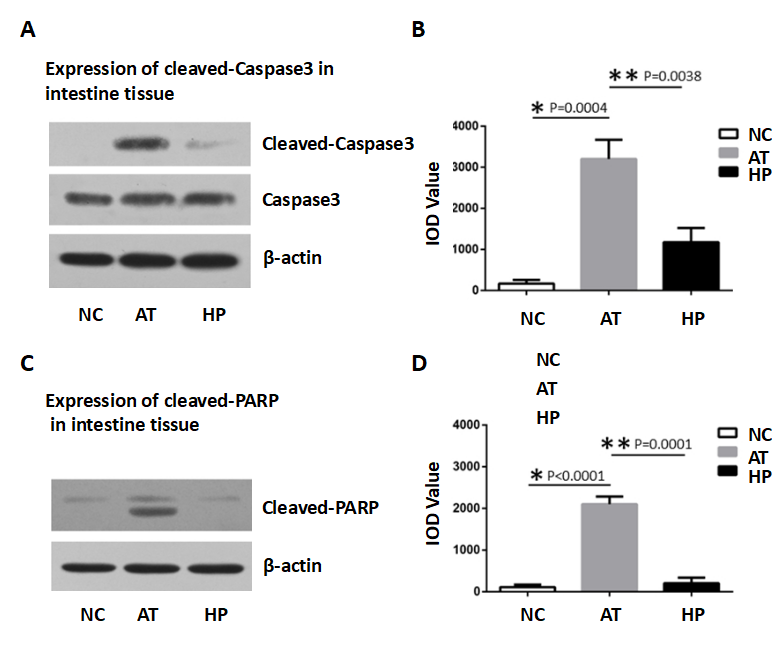 A
Expression of cleaved-Caspase3 in
intestine tissue
Cleaved-Caspase3
Caspase3
β-actin
NC AT HP
B
** P=0.0038
* P=0.0004
4000
3000
2000
1000
0
IOD Value
NC
AT
HP
NC AT HP
C
Expression of cleaved-PARP
in intestine tissue
Cleaved-PARP
β-actin
NC AT HP
D
NC
AT
HP
** P=0.0001
* P<0.0001
4000
3000
2000
1000
0
IOD Value
NC
AT
HP
NC AT HP